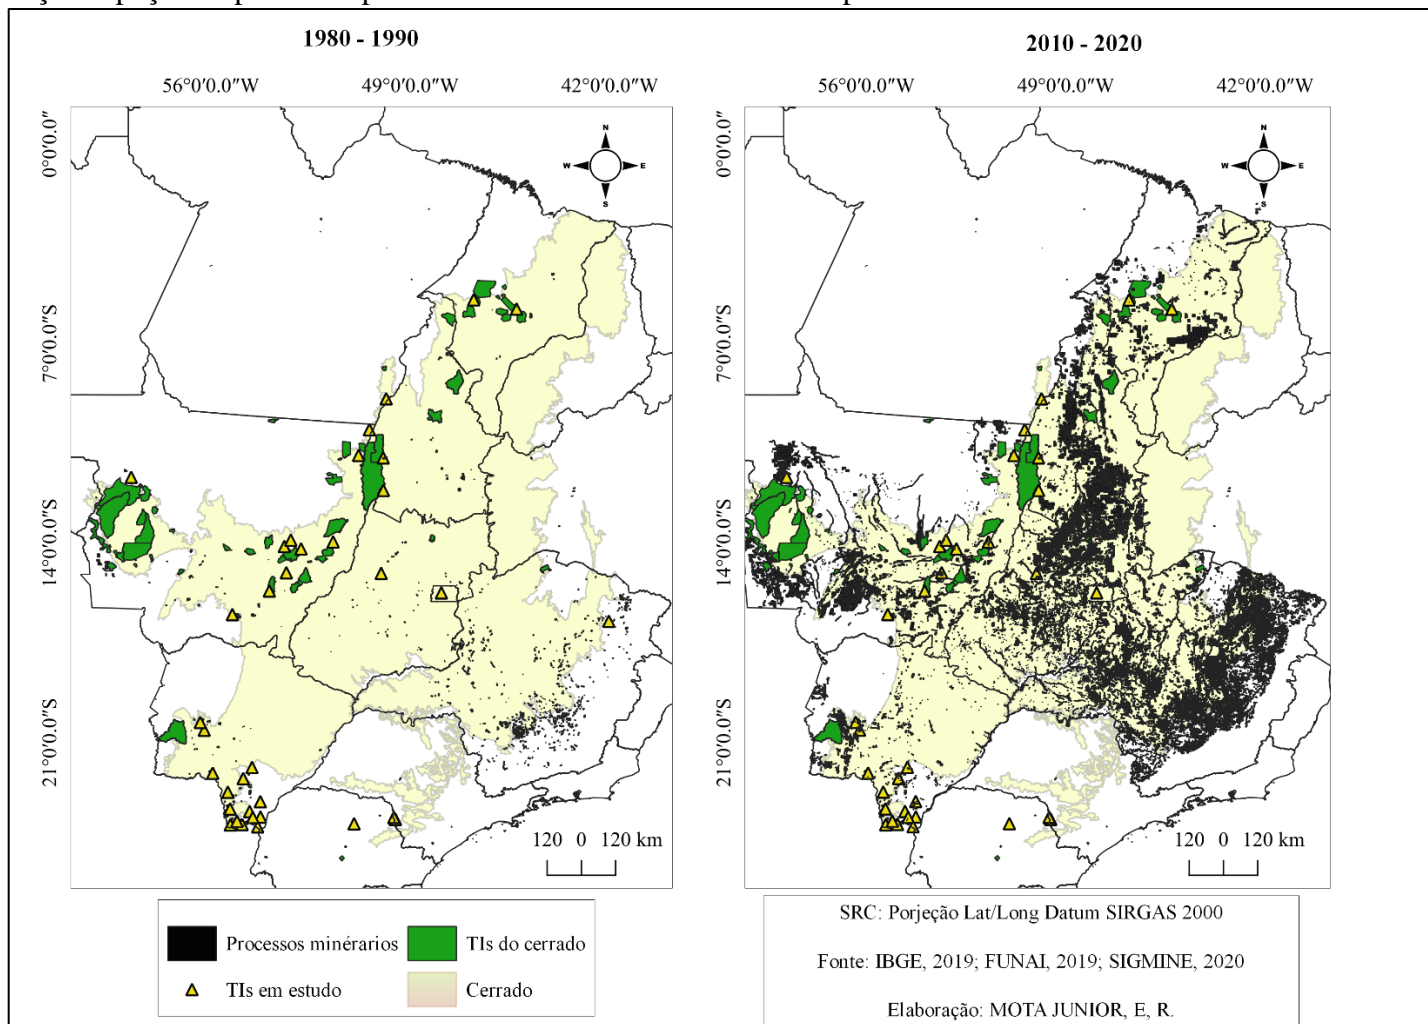 1980 - 1990
2010 - 2020
56°0'0.0"W
49°0'0.0"W
42°0'0.0"W
56°0'0.0"W
49°0'0.0"W
42°0'0.0"W
0°0'0.0"
7°0'0.0"S
14°0'0.0"S
21°0'0.0"S
0°0'0.0"
7°0'0.0"S
14°0'0.0"S
21°0'0.0"S
N
W
E
S
N
W
E
S
120 0 120 km
120 0 120 km
Processos minérarios
TIs do cerrado
TIs em estudo
Cerrado
SRC: Porjeção Lat/Long Datum SIRGAS 2000
Fonte: IBGE, 2019; FUNAI, 2019; SIGMINE, 2020
Elaboração: MOTA JUNIOR, E, R.